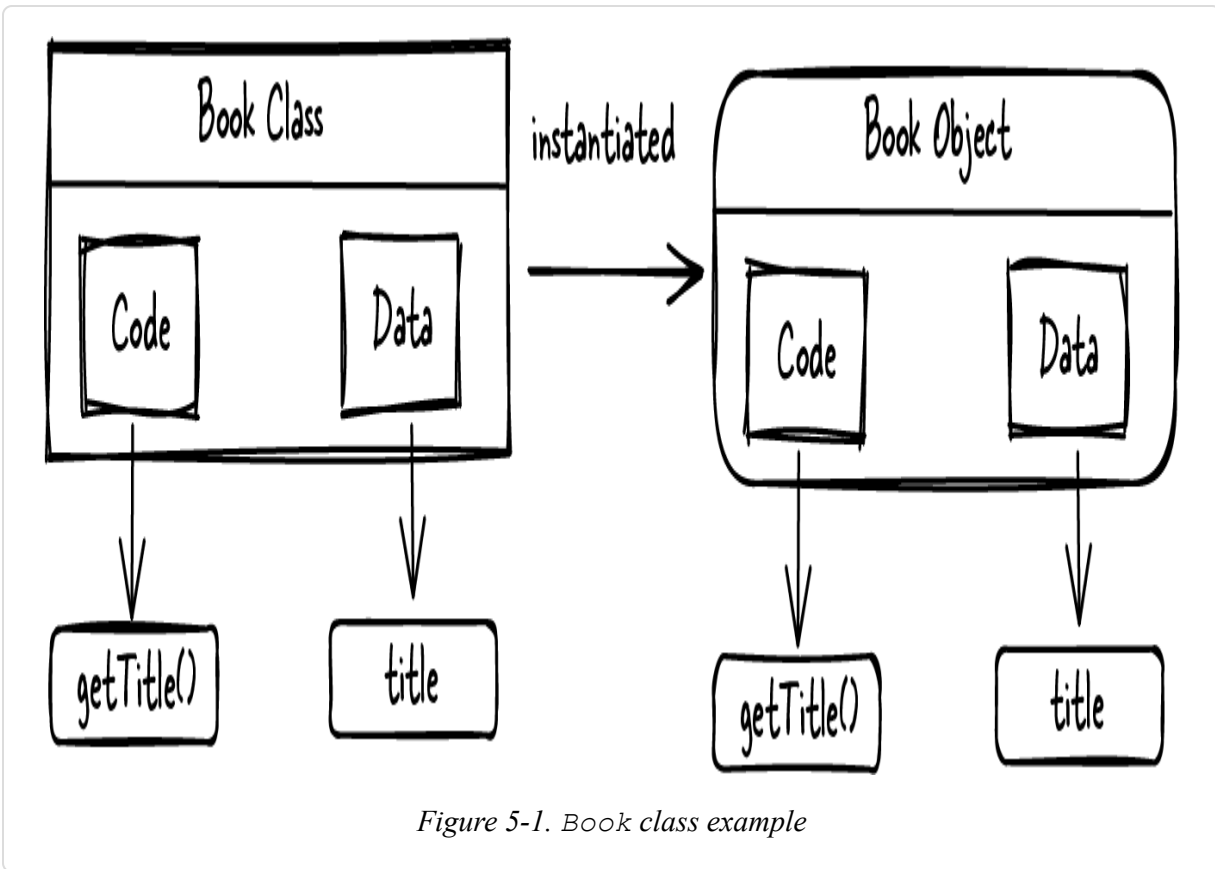 Book Class
instantiated
Book Object
Code
Data
Code
Data
getTitle()
title
getTitle()
title
Figure 5-1. Book class example